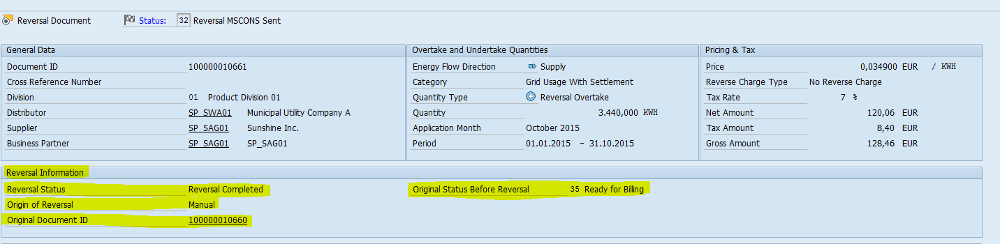 Reversal Document Status: 32 Reversal MSCONS Sent
General Data
Document ID 100000010661
Cross Reference Number
Division 01 Product Division 01
Distributor SP_SWA01 Municipal Utility Company A
Supplier SP_SAG01 Sunshine Inc.
Business Partner SP_SAG01 SP_SAG01
Overtake and Undertake Quantities
Energy Flow Direction Supply
Category Grid Usage With Settlement
Quantity Type Reversal Overtake
Quantity 3.440,000 KWH
Application Month October 2015
Period 01.01.2015 - 31.10.2015
Pricing & Tax
Price 0,034900 EUR / KWH
Reverse Charge Type No Reverse Charge
Tax Rate 7 %
Net Amount 120,06 EUR
Tax Amount 8,40 EUR
Gross Amount 128,46 EUR
Reversal Information
Reversal Status Reversal Completed Original Status Before Reversal 35 Ready for Billing
Origin of Reversal Manual
Original Document ID 100000010660